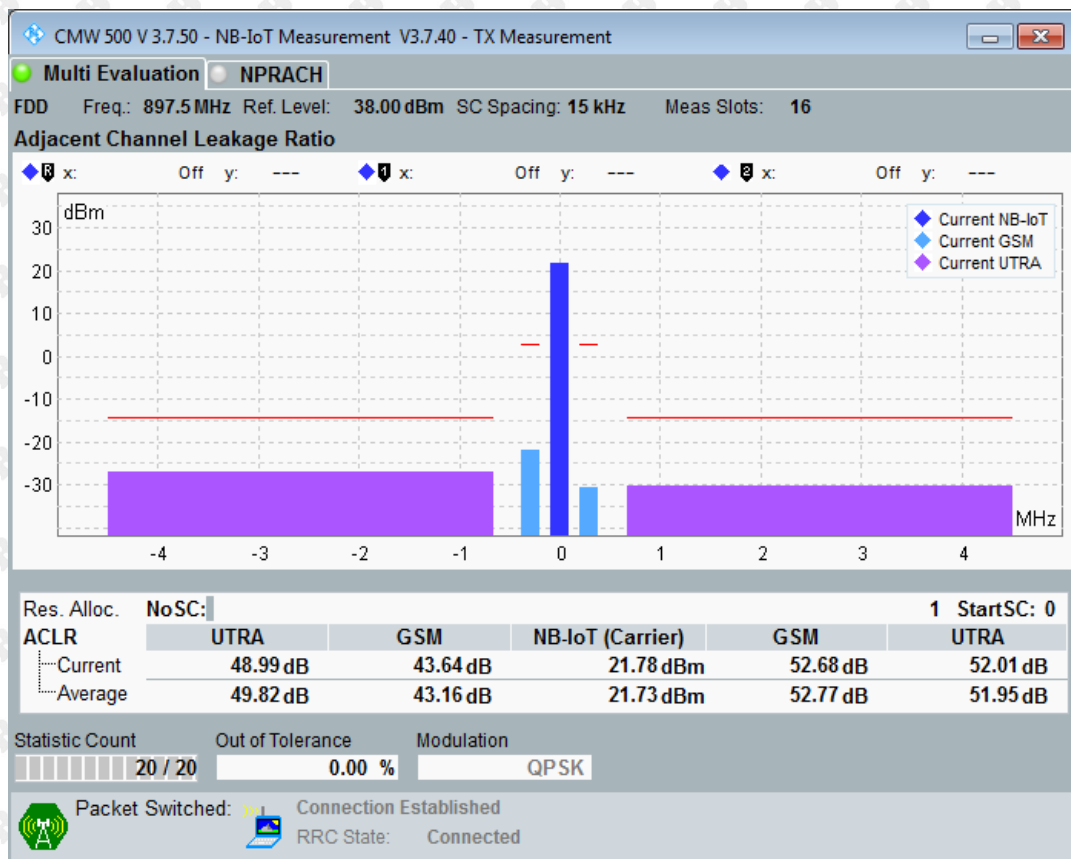 CMW 500 V 3.7.50 - NB-IoT Measurement V3.7.40 - TX Measurement
Multi Evaluation NPRACH
FDD Freq.: 897.5 MHz Ref. Level: 38.00 dBm SC Spacing: 15 kHz Meas Slots: 16
Adjacent Channel Leakage Ratio
R x: Off y: --- 1 x: Off y: --- 2 x: Off y: ---
dBm
Current NB-IoT
Current GSM
Current UTRA
30
20
10
0
-10
-20
-30
MHz
-4 -3 -2 -1 0 1 2 3 4
Res. Alloc. NoSC: 1 StartSC: 0
ACLR UTRA GSM NB-IoT (Carrier) GSM UTRA
Current 48.99 dB 43.64 dB 21.78 dBm 52.68 dB 52.01 dB
Average 49.82 dB 43.16 dB 21.73 dBm 52.77 dB 51.95 dB
Statistic Count Out of Tolerance Modulation
20 / 20 0.00 % QPSK
Packet Switched: Connection Established
RRC State: Connected